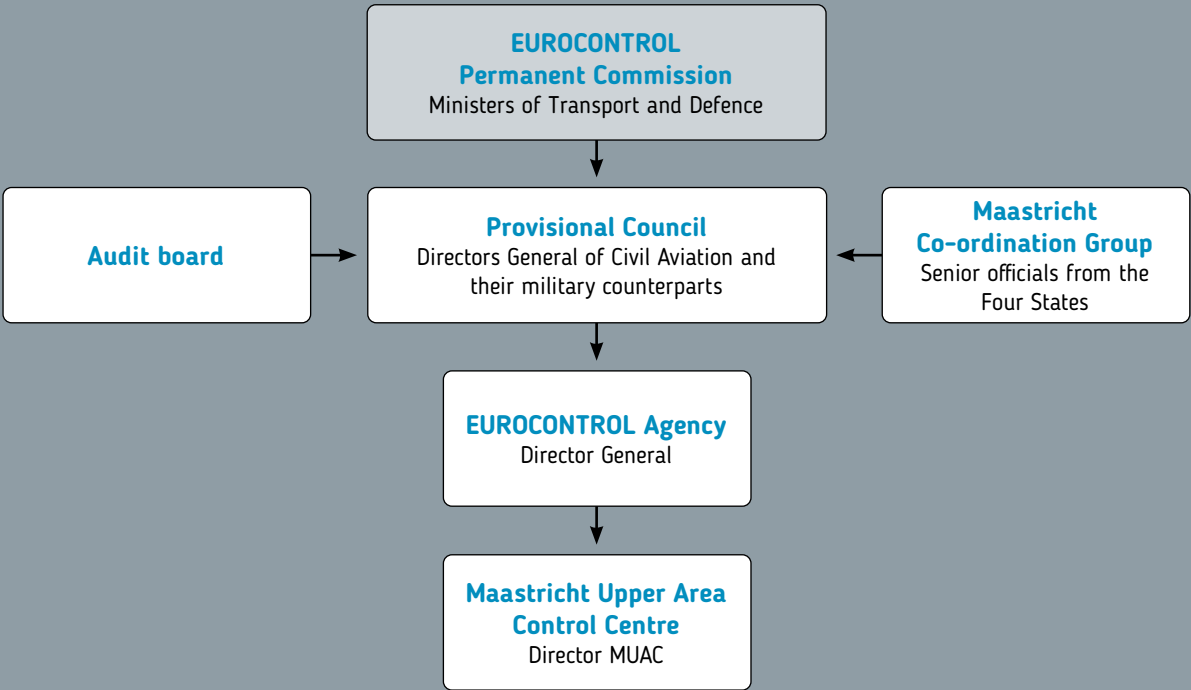 EUROCONTROL
Permanent Commission
Ministers of Transport and Defence
Audit board
Provisional Council
Directors General of Civil Aviation and
their military counterparts
Maastricht
Co-ordination Group
Senior officials from the
Four States
EUROCONTROL Agency
Director General
Maastricht Upper Area
Control Centre
Director MUAC